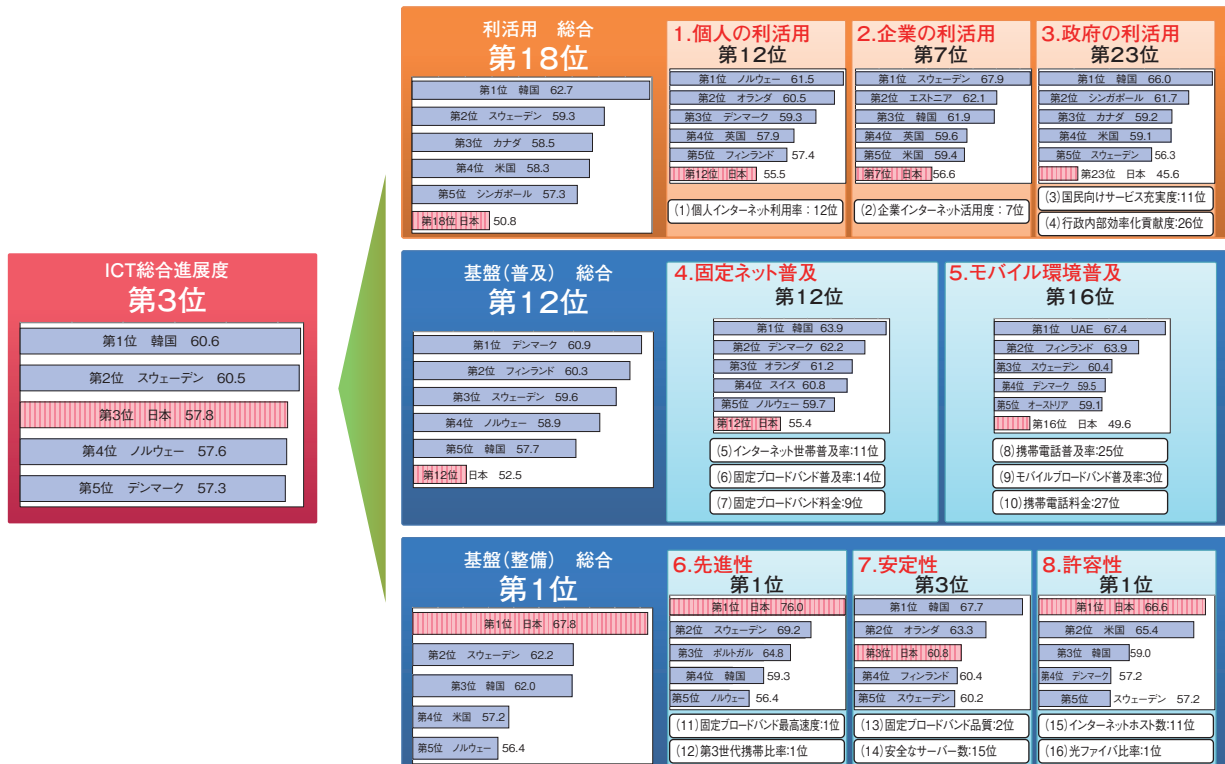 ICT総合進展度
第3位
第1位 韓国 60.6
第2位 スウェーデン 60.5
第3位 日本 57.8
第4位 ノルウェー 57.6
第5位 デンマーク 57.3
利活用 総合
第18位
第1位 韓国 62.7
第2位 スウェーデン 59.3
第3位 カナダ 58.5
第4位 米国 58.3
第5位 シンガポール 57.3
第18位 日本 50.8
1.個人の利活用
第12位
第1位 ノルウェー 61.5
第2位 オランダ 60.5
第3位 デンマーク 59.3
第4位 英国 57.9
第5位 フィンランド 57.4
第12位 日本 55.5
(1)個人インターネット利用率：12位
2.企業の利活用
第7位
第1位 スウェーデン 67.9
第2位 エストニア 62.1
第3位 韓国 61.9
第4位 英国 59.6
第5位 米国 59.4
第7位 日本 56.6
(2)企業インターネット活用度：7位
3.政府の利活用
第23位
第1位 韓国 66.0
第2位 シンガポール 61.7
第3位 カナダ 59.2
第4位 米国 59.1
第5位 スウェーデン 56.3
第23位 日本 45.6
(3)国民向けサービス充実度:11位
(4)行政内部効率化貢献度:26位
基盤(普及) 総合
第12位
第1位 デンマーク 60.9
第2位 フィンランド 60.3
第3位 スウェーデン 59.6
第4位 ノルウェー 58.9
第5位 韓国 57.7
第12位 日本 52.5
4.固定ネット普及
第12位
第1位 韓国 63.9
第2位 デンマーク 62.2
第3位 オランダ 61.2
第4位 スイス 60.8
第5位 ノルウェー 59.7
第12位 日本 55.4
(5)インターネット世帯普及率:11位
(6)固定ブロードバンド普及率:14位
(7)固定ブロードバンド料金:9位
5.モバイル環境普及
第16位
第1位 UAE 67.4
第2位 フィンランド 63.9
第3位 スウェーデン 60.4
第4位 デンマーク 59.5
第5位 オーストリア 59.1
第16位 日本 49.6
(8)携帯電話普及率:25位
(9)モバイルブロードバンド普及率:3位
(10)携帯電話料金:27位
基盤(整備) 総合
第1位
第1位 日本 67.8
第2位 スウェーデン 62.2
第3位 韓国 62.0
第4位 米国 57.2
第5位 ノルウェー 56.4
6.先進性
第1位
第1位 日本 76.0
第2位 スウェーデン 69.2
第3位 ポルトガル 64.8
第4位 韓国 59.3
第5位 ノルウェー 56.4
(11)固定ブロードバンド最高速度:1位
(12)第3世代携帯比率:1位
7.安定性
第3位
第1位 韓国 67.7
第2位 オランダ 63.3
第3位 日本 60.8
第4位 フィンランド 60.4
第5位 スウェーデン 60.2
(13)固定ブロードバンド品質:2位
(14)安全なサーバー数:15位
8.許容性
第1位
第1位 日本 66.6
第2位 米国 65.4
第3位 韓国 59.0
第4位 デンマーク 57.2
第5位 スウェーデン 57.2
(15)インターネットホスト数:11位
(16)光ファイバ比率:1位